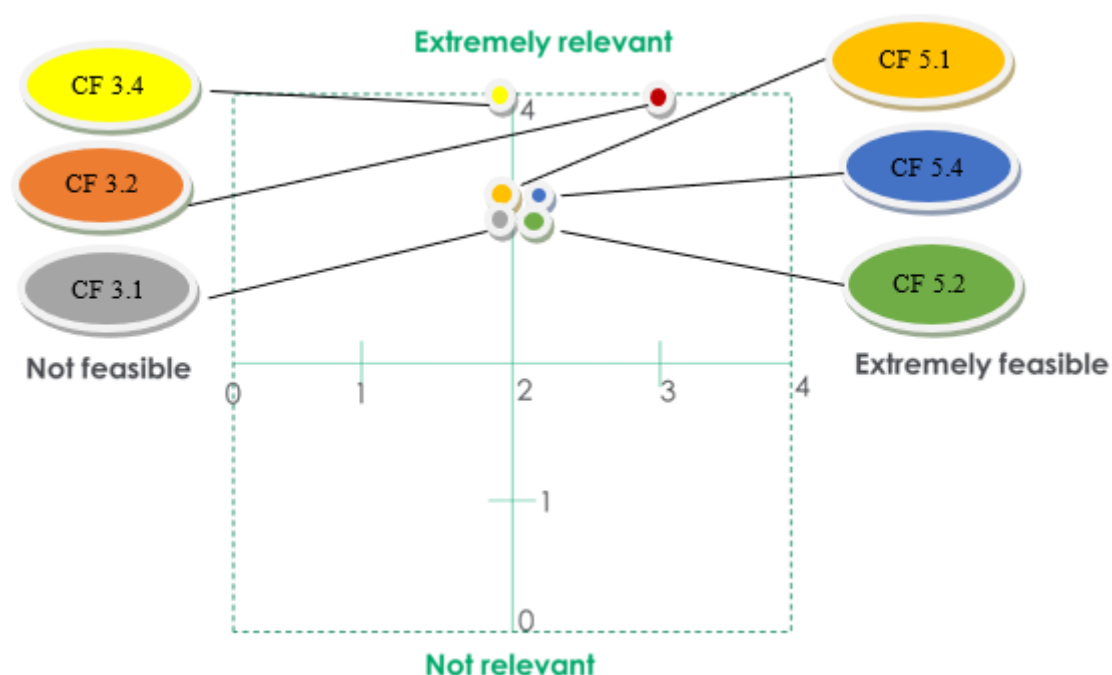 Extremely relevant
CF 3.4
CF 5.1
4
CF 3.2
CF 5.4
CF 3.1
CF 5.2
Not feasible
Extremely feasible
0
1
2
3
4
1
0
Not relevant